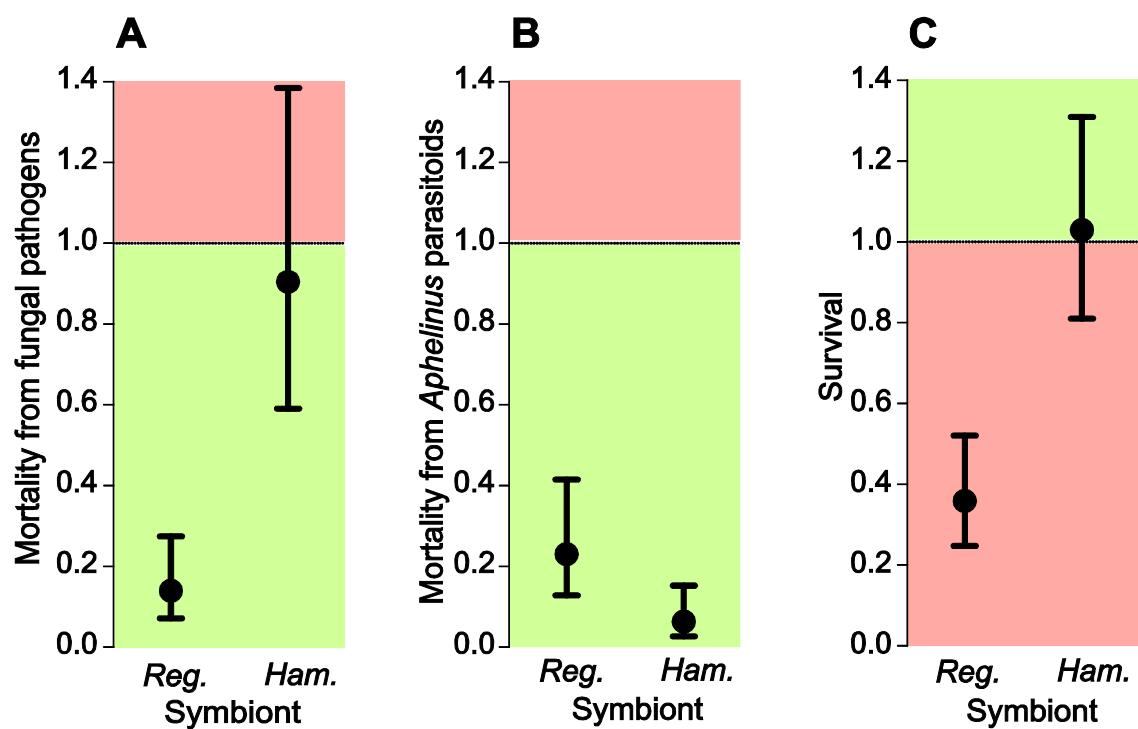 A
B
C
Mortality from fungal pathogens
1.4
1.2
1.0
0.8
0.6
0.4
0.2
0.0
Reg. Ham.
Symbiont
Mortality from Aphelinus parasitoids
1.4
1.2
1.0
0.8
0.6
0.4
0.2
0.0
Reg. Ham.
Symbiont
Survival
1.4
1.2
1.0
0.8
0.6
0.4
0.2
0.0
Reg. Ham.
Symbiont